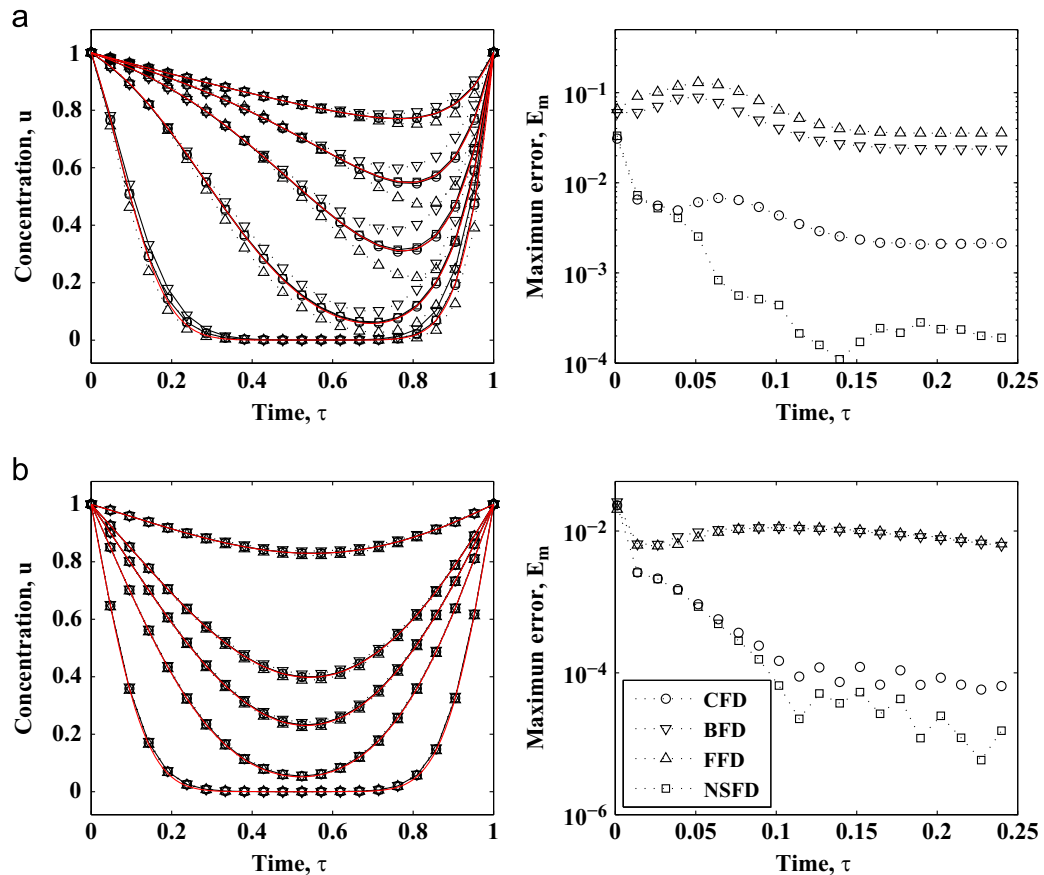 a
Concentration, u
1
0.8
0.6
0.4
0.2
0
0 0.2 0.4 0.6 0.8 1
Time, τ
Maximun error, E_m
10^−1
10^−2
10^−3
10^−4
0 0.05 0.1 0.15 0.2 0.25
Time, τ
b
Concentration, u
1
0.8
0.6
0.4
0.2
0
0 0.2 0.4 0.6 0.8 1
Time, τ
Maximun error, E_m
10^−2
10^−4
10^−6
CFD
BFD
FFD
NSFD
0 0.05 0.1 0.15 0.2 0.25
Time, τ